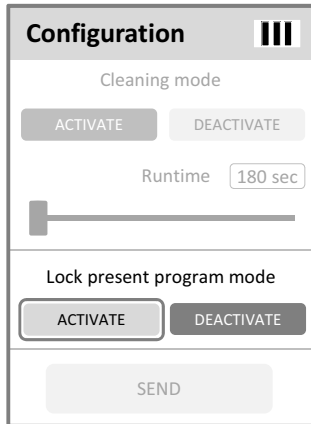 Configuration
Cleaning mode
ACTIVATE DEACTIVATE
Runtime 180 sec
Lock present program mode
ACTIVATE DEACTIVATE
SEND